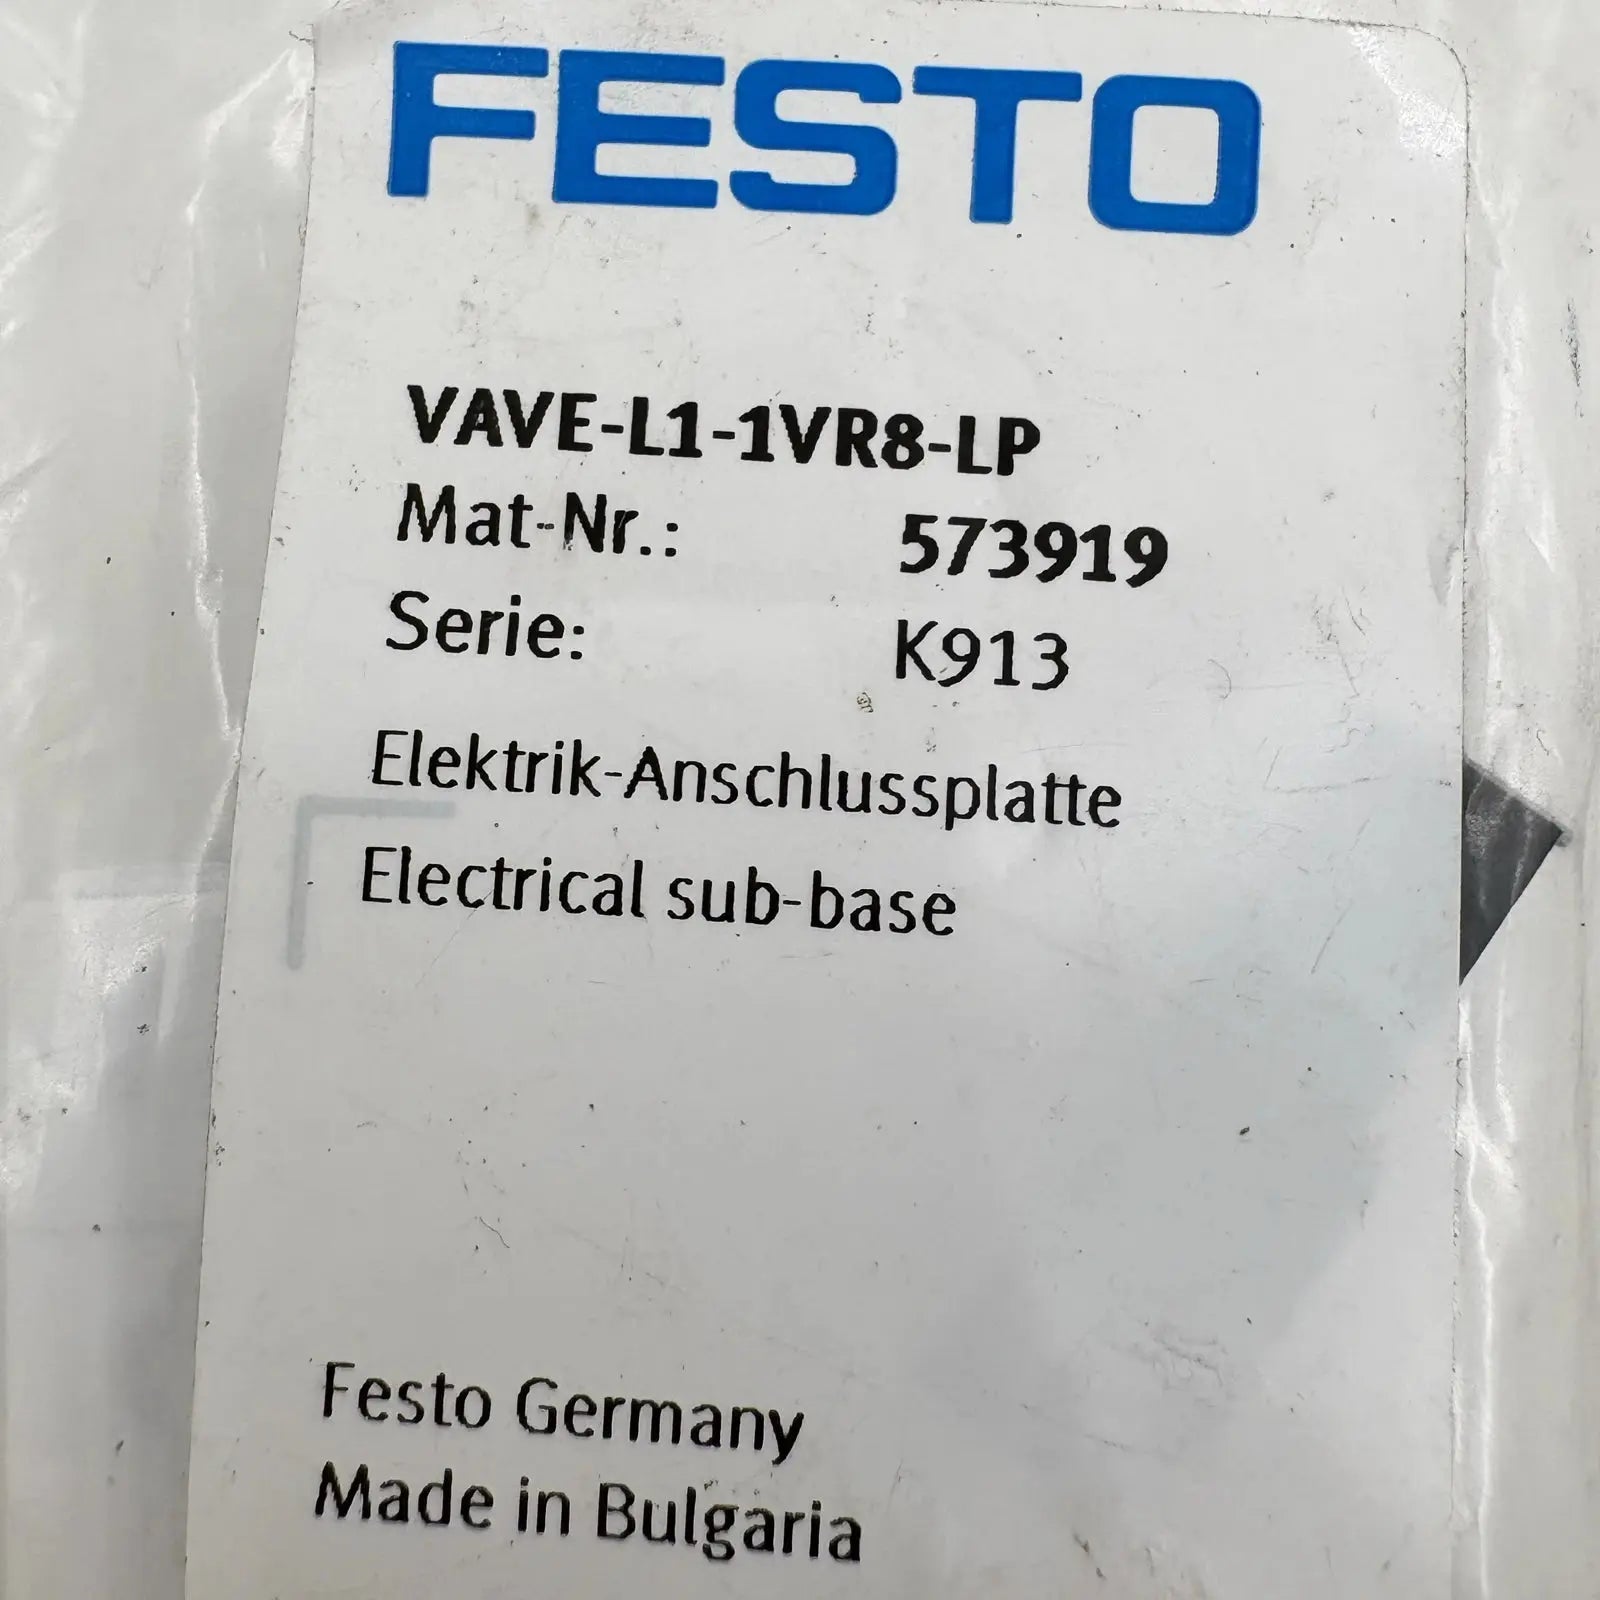 FESTO
VAVE-L1-1VR8-LP
Mat-Nr.: 573919
Serie: K913
Elektrik-Anschlussplatte
Electrical sub-base
Festo Germany
Made in Bulgaria